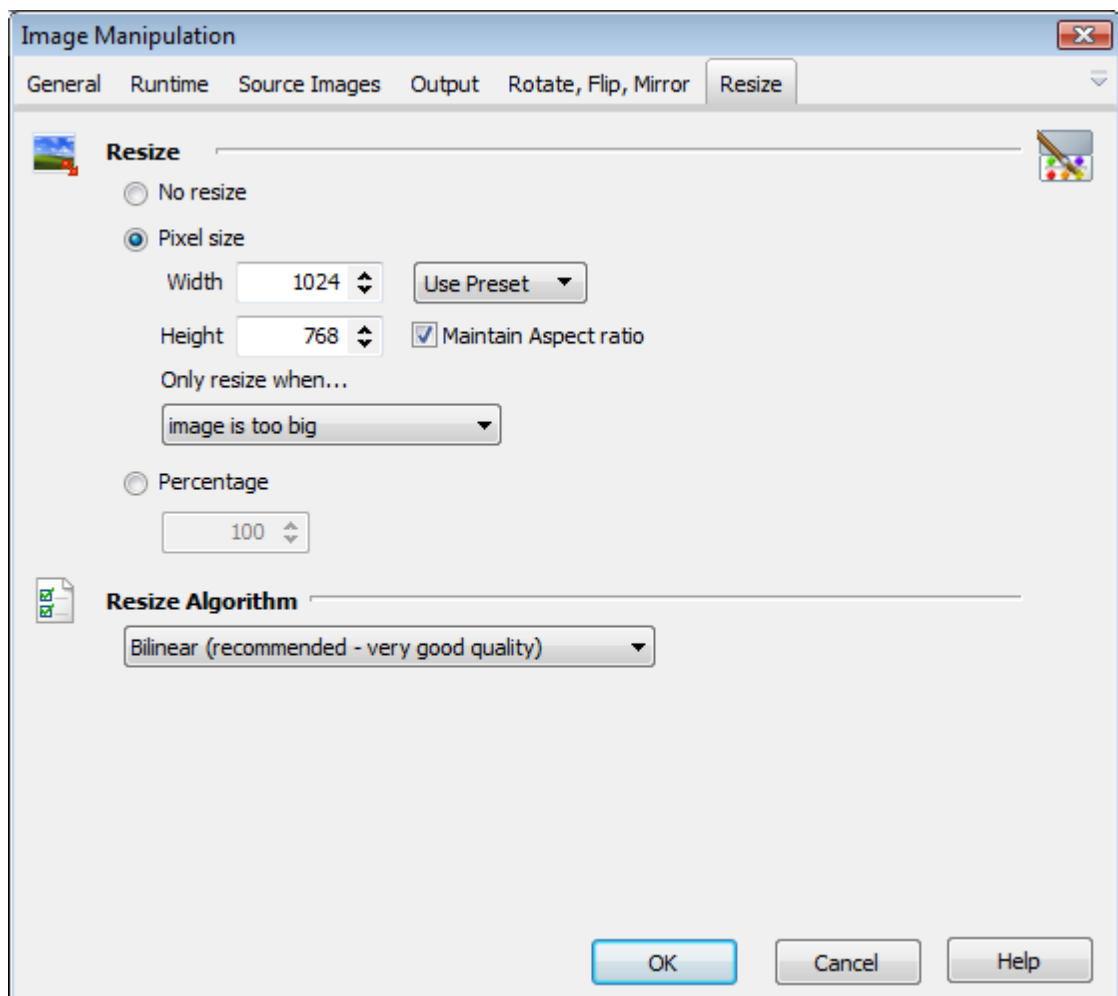 Image Manipulation
General Runtime Source Images Output Rotate, Flip, Mirror Resize
Resize
No resize
Pixel size
Width 1024 Use Preset
Height 768 Maintain Aspect ratio
Only resize when...
image is too big
Percentage
100
Resize Algorithm
Bilinear (recommended - very good quality)
OK Cancel Help